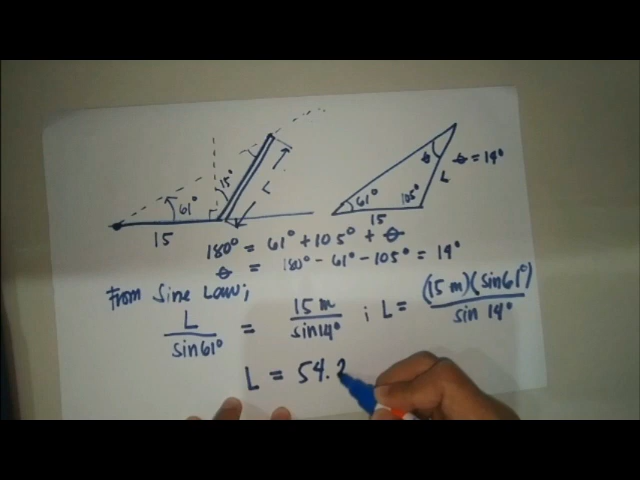 15°
L
61°
15
θ θ = 14°
L
61° 105°
15
180° = 61° + 105° + θ
θ = 180° - 61° - 105° = 14°
From Sine Law;
L / sin61° = 15 m / sin14° ; L = (15 m)(sin61°) / sin 14°
L = 54.2